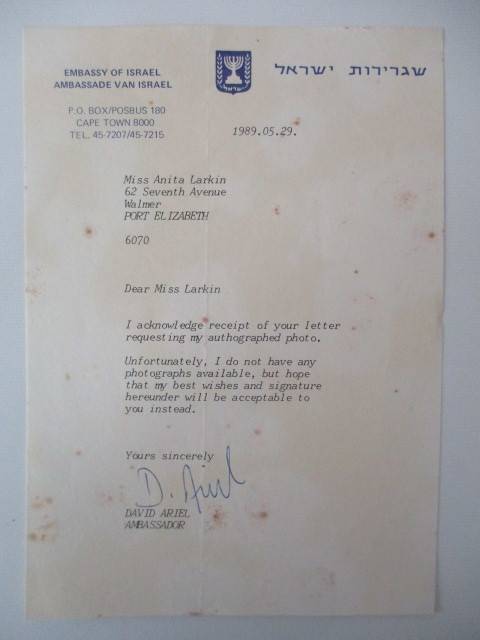 EMBASSY OF ISRAEL
AMBASSADE VAN ISRAEL
שגרירות ישראל
P.O. BOX/POSBUS 180
CAPE TOWN 8000
TEL. 45-7207/45-7215
1989.05.29.
Miss Anita Larkin
62 Seventh Avenue
Walmer
PORT ELIZABETH
6070
Dear Miss Larkin
I acknowledge receipt of your letter
requesting my authographed photo.
Unfortunately, I do not have any
photographs available, but hope
that my best wishes and signature
hereunder will be acceptable to
you instead.
Yours sincerely
D. Ariel
DAVID ARIEL
AMBASSADOR